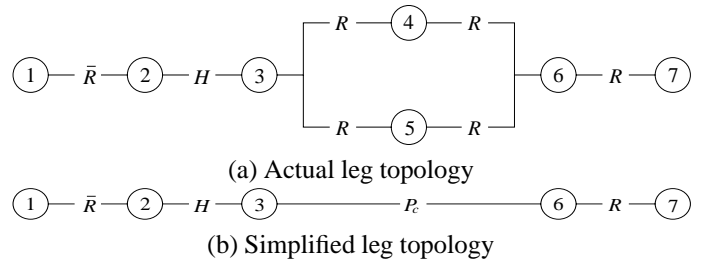 R 4 R
1 R̄ 2 H 3 6 R 7
R 5 R
(a) Actual leg topology
1 R̄ 2 H 3 P_c 6 R 7
(b) Simplified leg topology